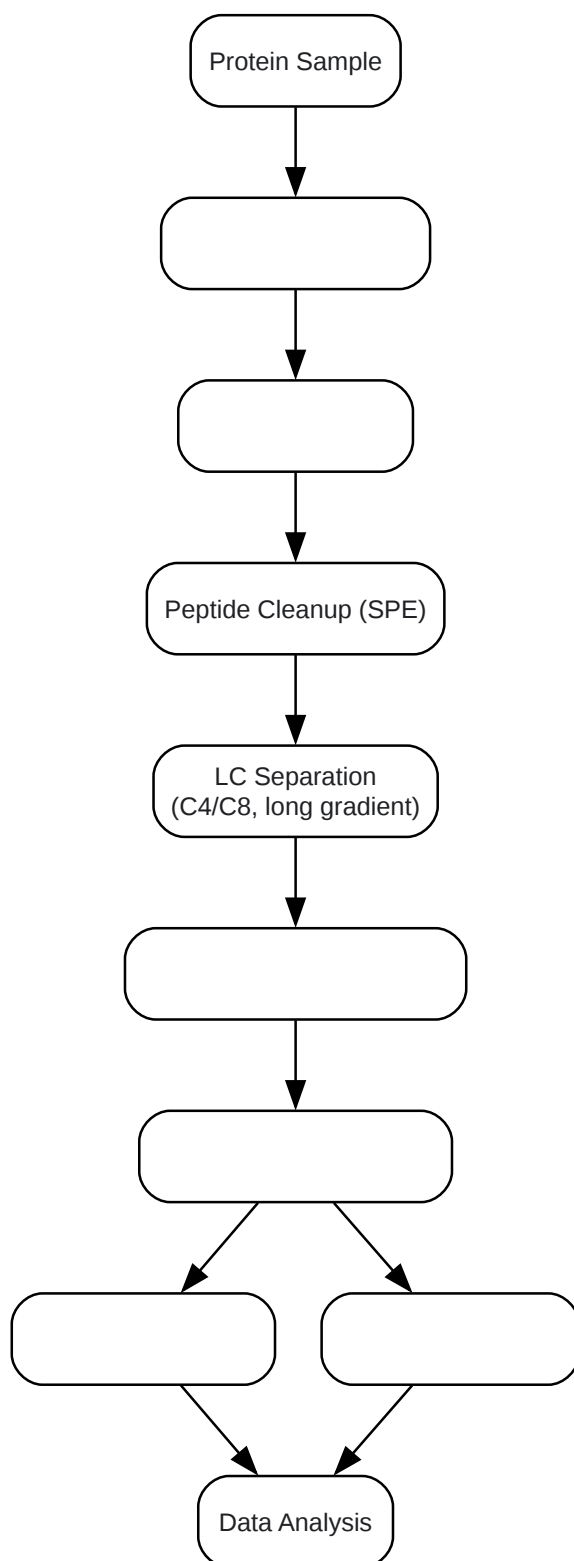 Protein Sample
Peptide Cleanup (SPE)
LC Separation
(C4/C8, long gradient)
Data Analysis